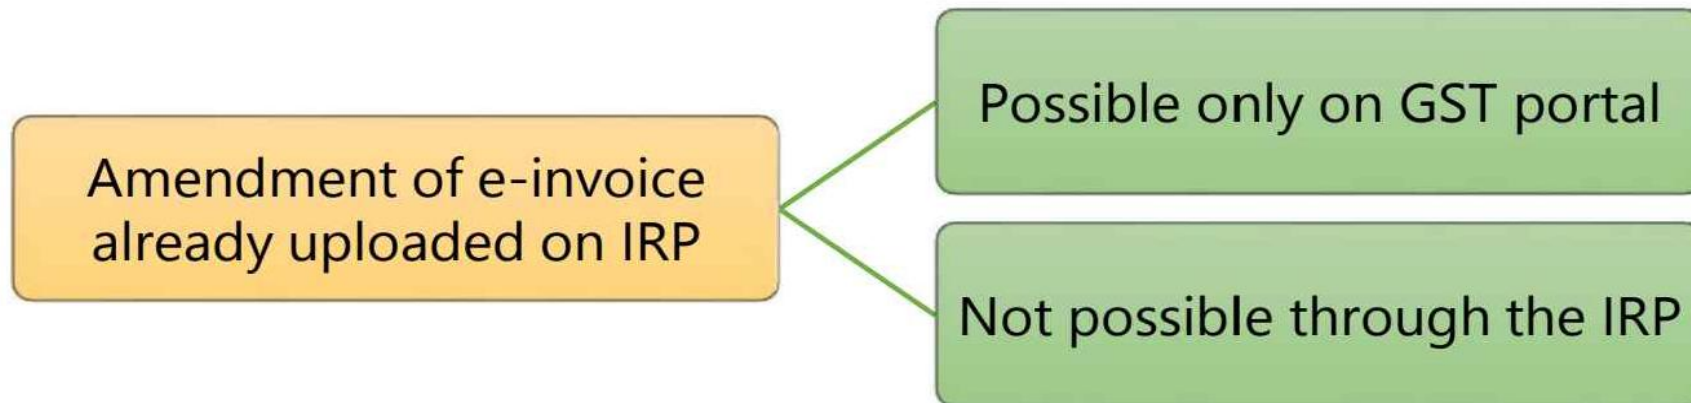 Amendment of e-invoice
already uploaded on IRP
Possible only on GST portal
Not possible through the IRP